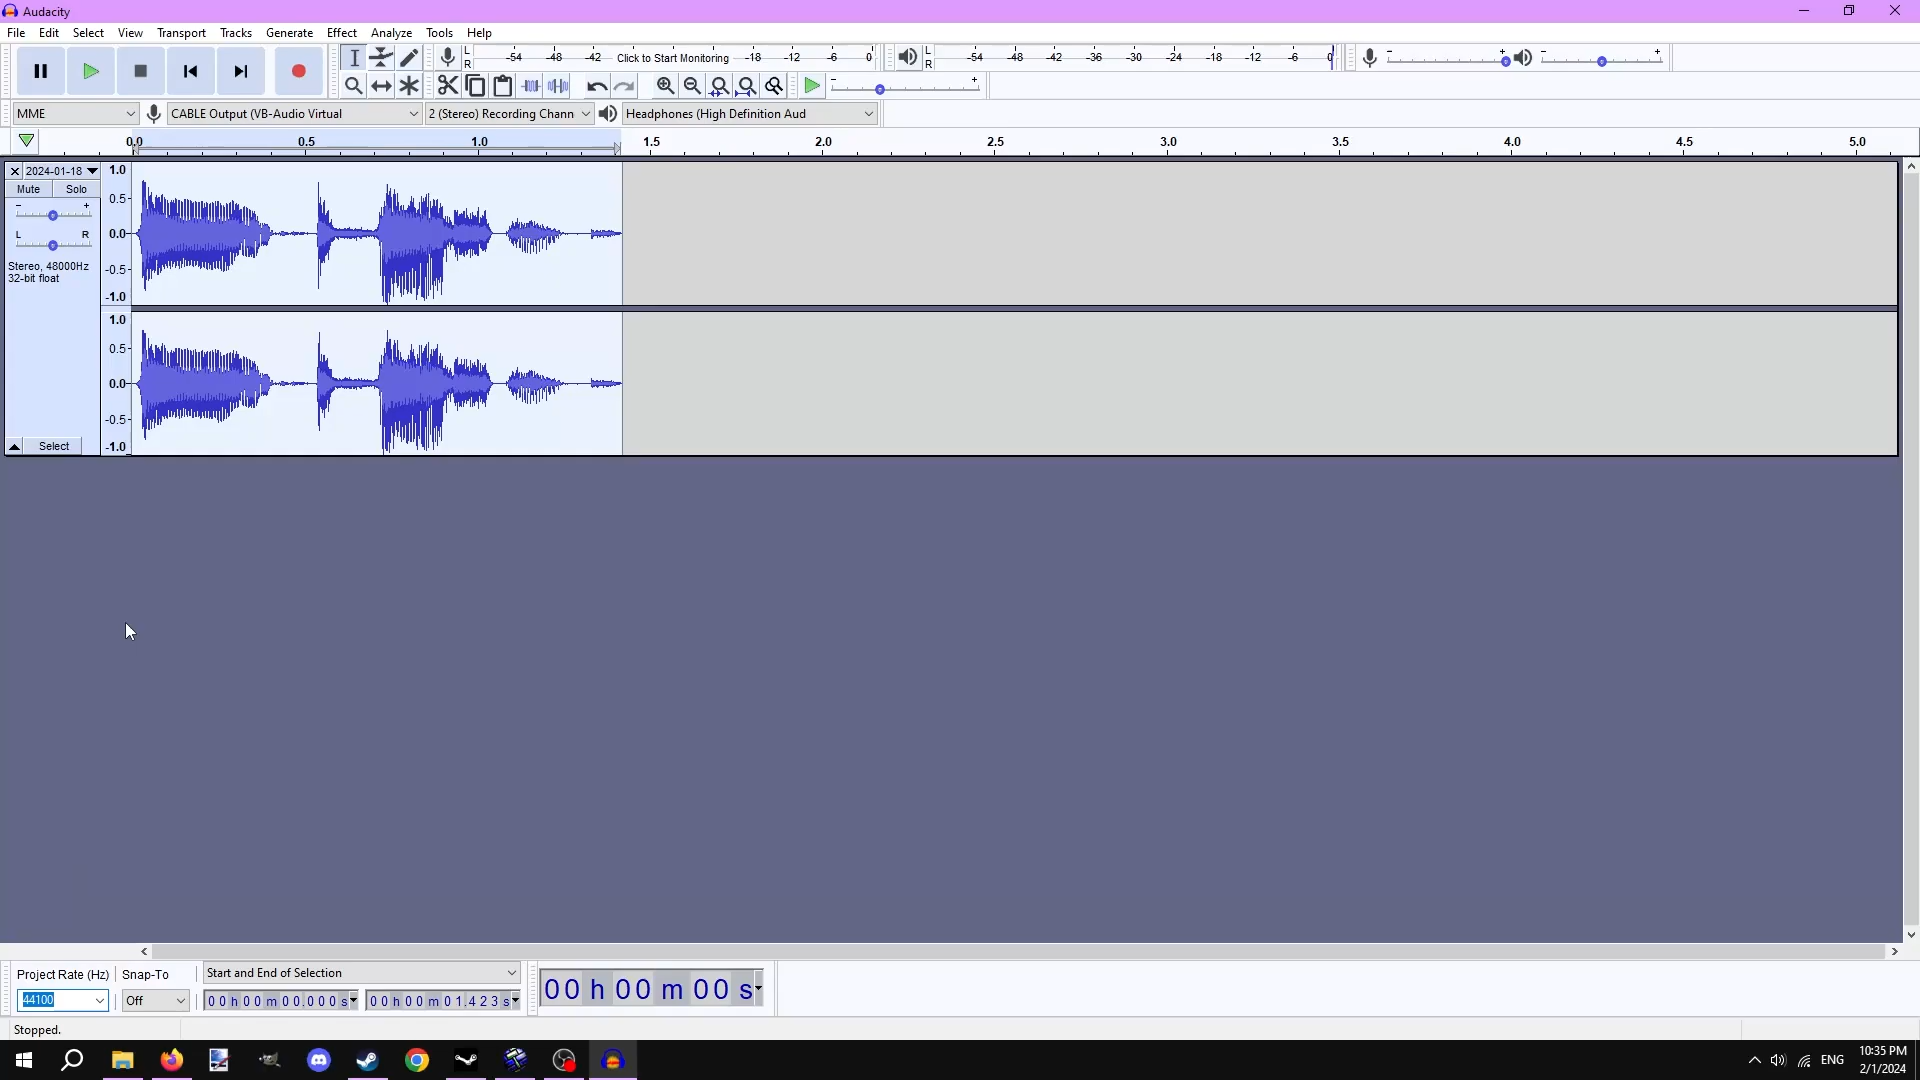 Audacity
File Edit Select View Transport Tracks Generate Effect Analyze Tools Help
L R -54 -48 -42 Click to Start Monitoring -18 -12 -6 0 L R -54 -48 -42 -36 -30 -24 -18 -12 -6 0 - + - +
- +
MME CABLE Output (VB-Audio Virtual 2 (Stereo) Recording Chann Headphones (High Definition Aud
0.0 0.5 1.0 1.5 2.0 2.5 3.0 3.5 4.0 4.5 5.0
2024-01-18 1.0
Mute Solo
- + 0.5
L R 0.0
Stereo, 48000Hz -0.5
32-bit float
-1.0
1.0
0.5
0.0
-0.5
Select -1.0
Project Rate (Hz) Snap-To Start and End of Selection
44100 Off 00 h 00 m 00.000 s 00 h 00 m 01.423 s 00 h 00 m 00 s
Stopped.
ENG 10:35 PM
2/1/2024